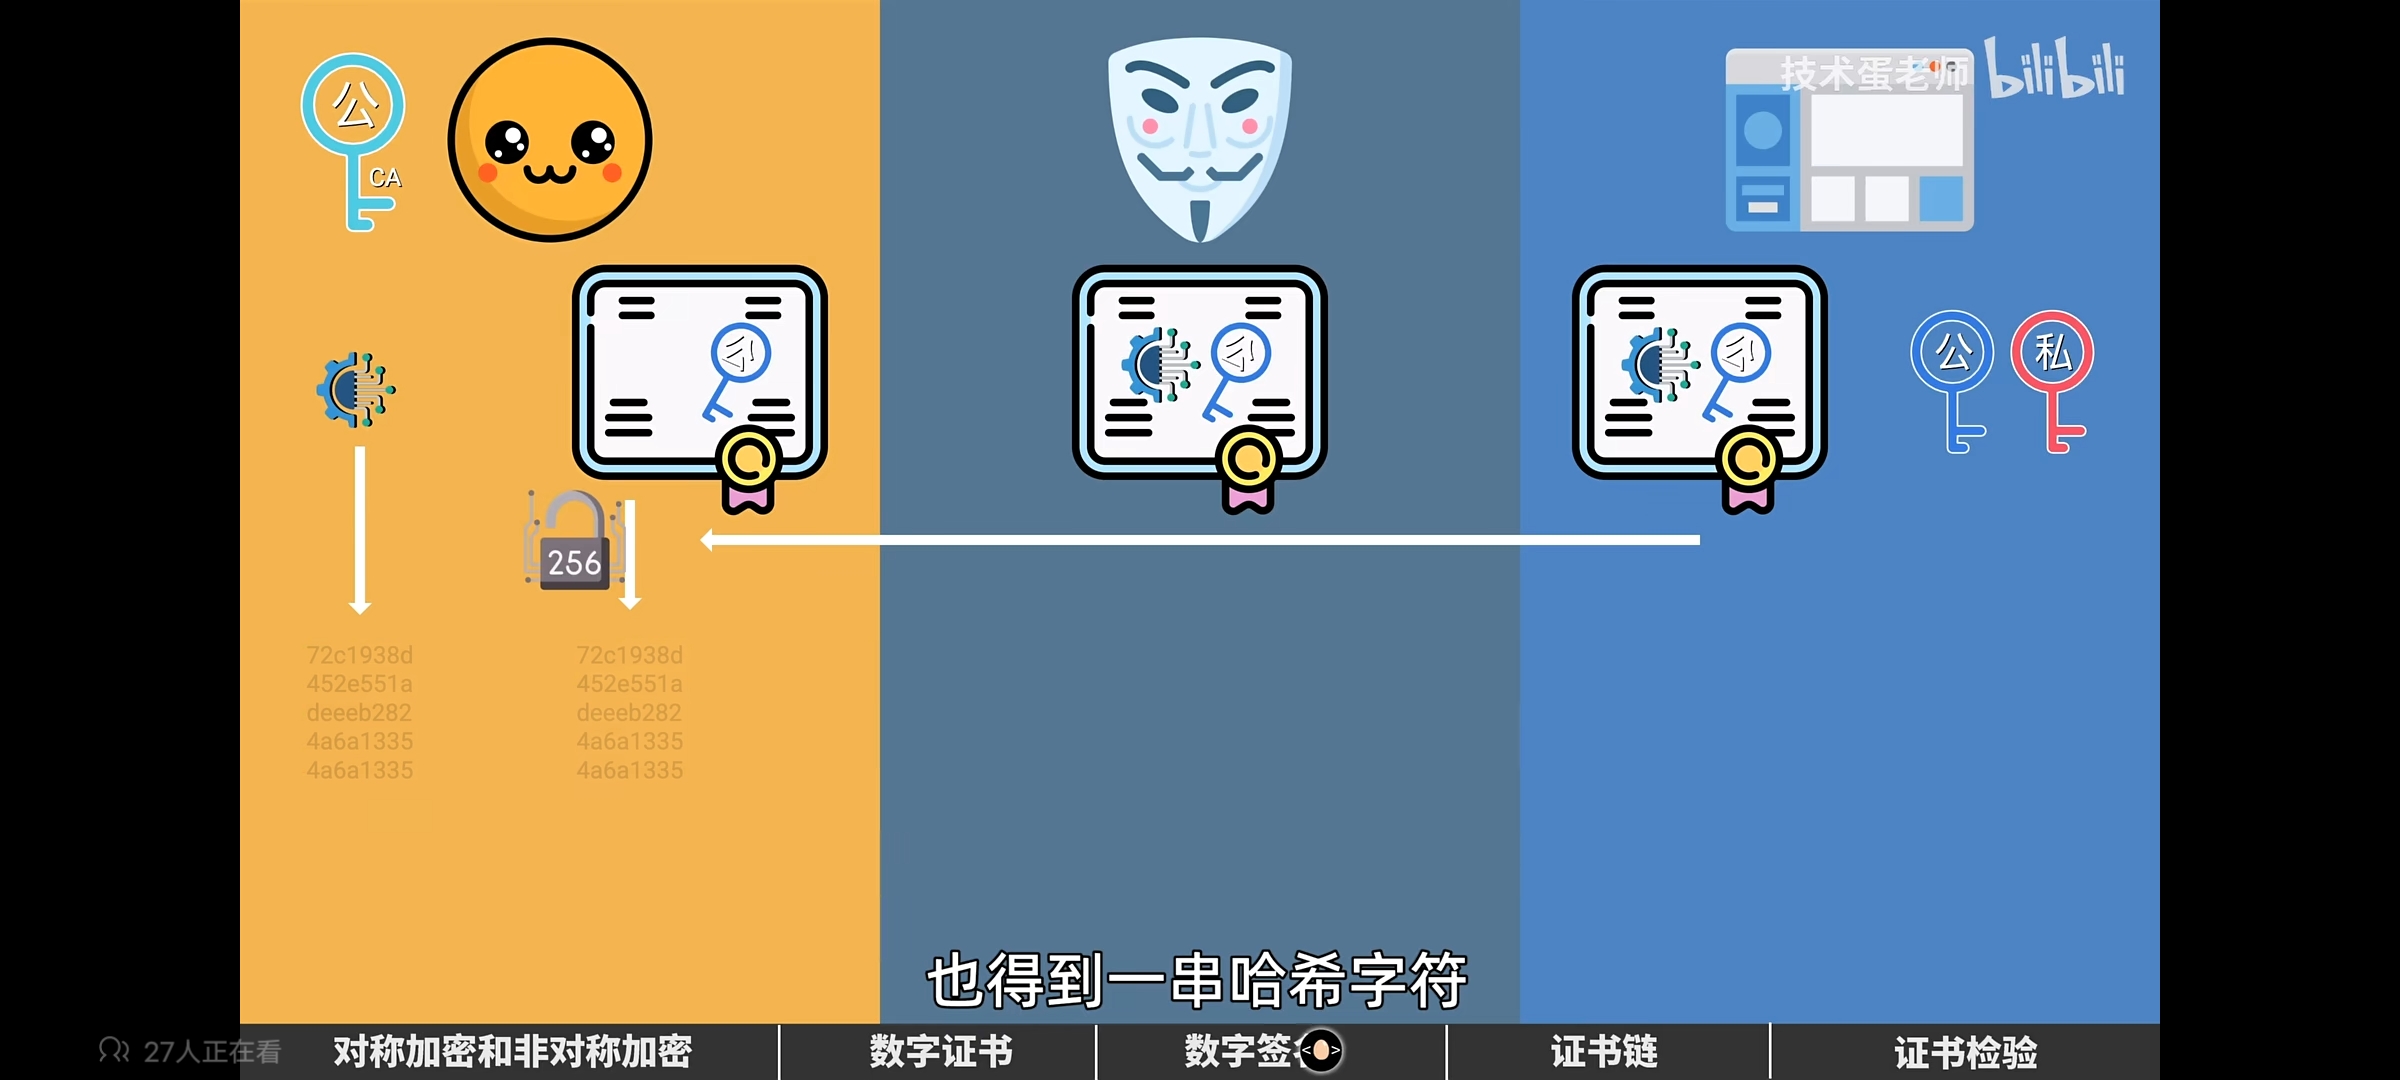 公
CA
技术蛋老师 bilibili
公
私
256
72c1938d
452e551a
deeeb282
4a6a1335
4a6a1335
72c1938d
452e551a
deeeb282
4a6a1335
4a6a1335
也得到一串哈希字符
27人正在看
对称加密和非对称加密
数字证书
数字签
证书链
证书检验